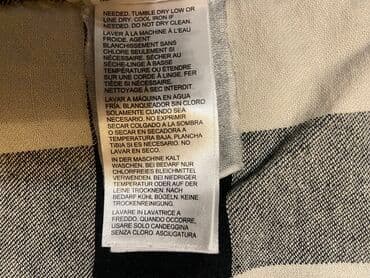 NEEDED. TUMBLE DRY LOW OR
LINE DRY. COOL IRON IF
NEEDED. DO NOT DRY CLEAN.
LAVER À LA MACHINE À L'EAU
FROIDE. AGENT
BLANCHISSEMENT SANS
CHLORE SEULEMENT SI
NÉCESSAIRE. SÉCHER AU
SÈCHE-LINGE À BASSE
TEMPÉRATURE OU ÉTENDRE
SUR UNE CORDE À LINGE. FER
TIÈDE SI NÉCESSAIRE.
NETTOYAGE À SEC INTERDIT.
LAVAR A MÁQUINA EN AGUA
FRÍA. BLANQUEADOR SIN CLORO
SOLAMENTE CUANDO SEA
NECESARIO. NO EXPRIMIR
SECAR COLGADO A LA SOMBRA
O SECAR EN SECADORA A
TEMPERATURA BAJA. PLANCHA
TIBIA SI ES NECESARIO. NO
LAVAR EN SECO.
IN DER MASCHINE KALT
WASCHEN. BEI BEDARF NUR
CHLORFREIES BLEICHMITTEL
VERWENDEN. BEI NIEDRIGER
TEMPERATUR ODER AUF DER
LEINE TROCKNEN. NACH
BEDARF KÜHL BÜGELN. KEINE
TROCKENREINIGUNG.
LAVARE IN LAVATRICE A
FREDDO, QUANDO OCCORRE,
USARE SOLO CANDEGGINA
SENZA CLORO. ASCIUGATURA